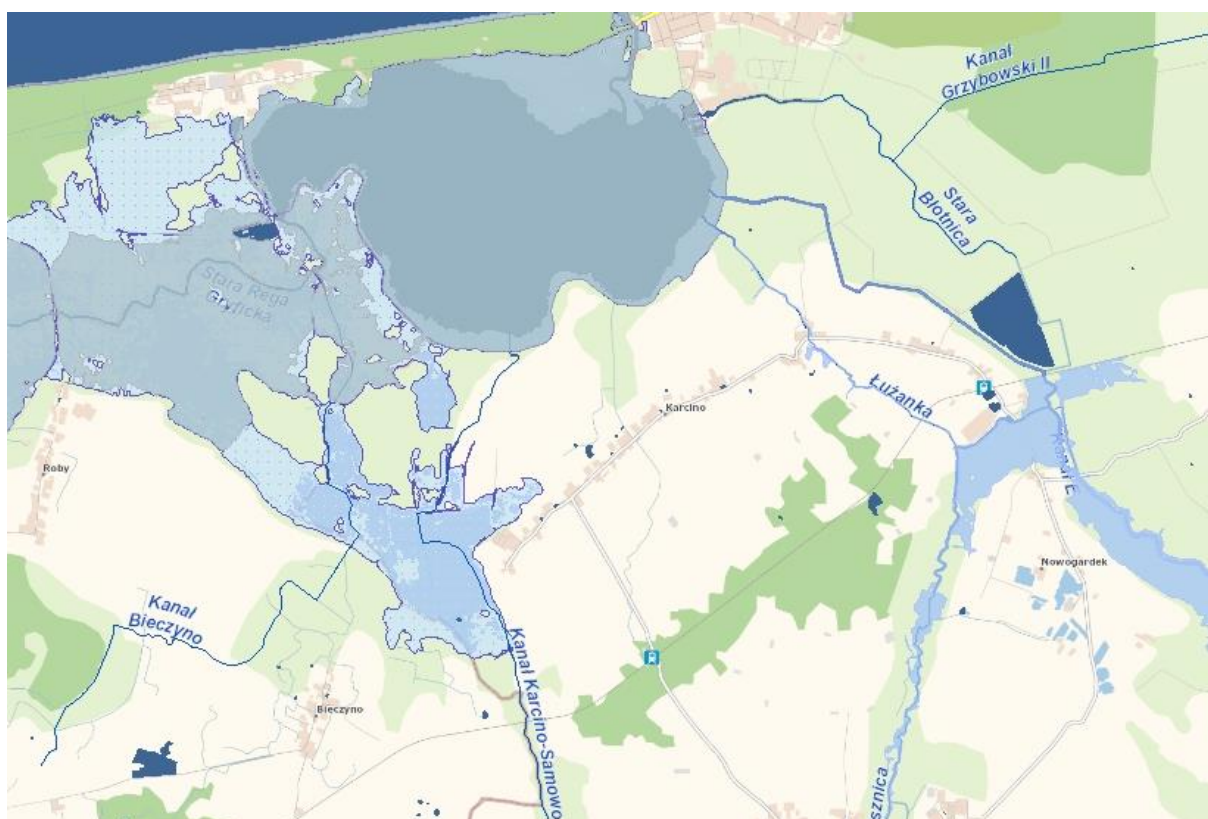 Kanał
Grzybowski II
Stara
Błotnica
Stara Rega
Gryficka
Łużanka
Karcino
Kanał E
Roby
Nowogardek
Kanał
Bieczyno
Kanał Karcino-Samowo
Bieczyno
sznica